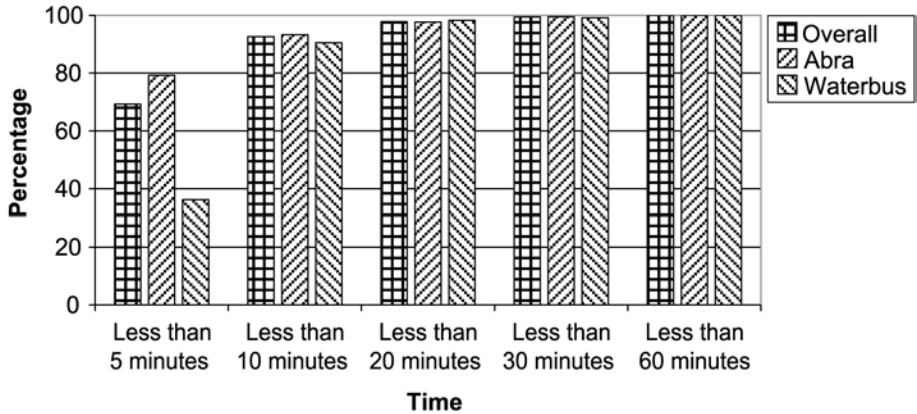 Percentage
100
80
60
40
20
0
Less than
5 minutes
Less than
10 minutes
Less than
20 minutes
Less than
30 minutes
Less than
60 minutes
Time
Overall
Abra
Waterbus